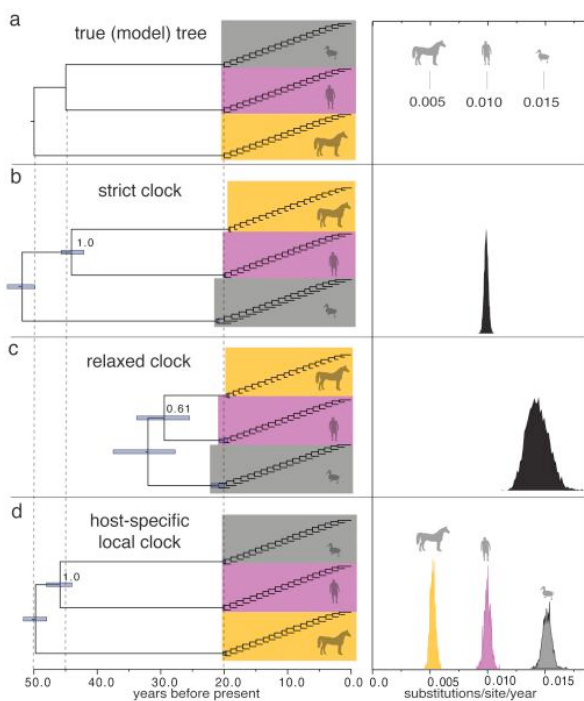 a
true (model) tree
0.005 0.010 0.015
b
strict clock
1.0
c
relaxed clock
0.61
d
host-specific
local clock
1.0
50.0 40.0 30.0 20.0 10.0 0.0
years before present
0.0 0.005 0.010 0.015
substitutions/site/year